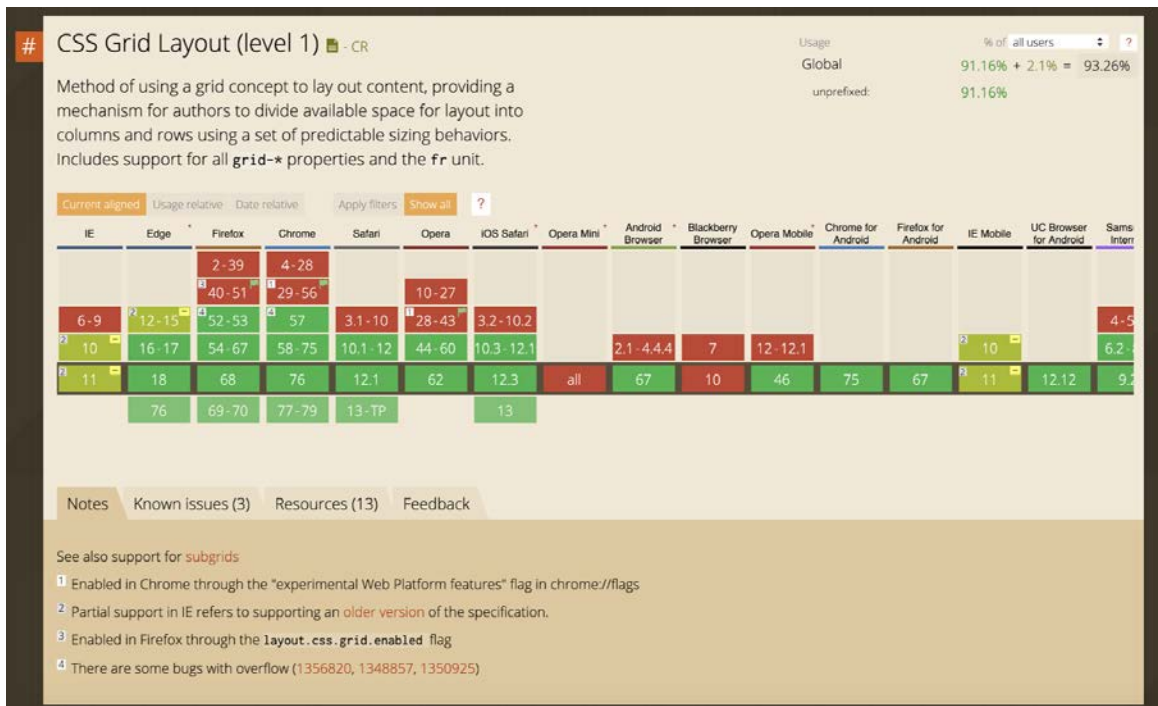 #
CSS Grid Layout (level 1) - CR
Usage % of all users ?
Global 91.16% + 2.1% = 93.26%
unprefixed: 91.16%
Method of using a grid concept to lay out content, providing a
mechanism for authors to divide available space for layout into
columns and rows using a set of predictable sizing behaviors.
Includes support for all grid-* properties and the fr unit.
Current aligned Usage relative Date relative Apply filters Show all ?
IE Edge * Firefox Chrome Safari Opera iOS Safari * Opera Mini * Android Browser * Blackberry Browser Opera Mobile * Chrome for Android Firefox for Android IE Mobile UC Browser for Android
2-39 4-28
3 40-51 1 29-56 10-27
6-9 2 12-15 4 52-53 4 57 3.1-10 1 28-43 3.2-10.2
2 10 16-17 54-67 58-75 10.1-12 44-60 10.3-12.1 2.1-4.4.4 7 12-12.1 2 10
2 11 18 68 76 12.1 62 12.3 all 67 10 46 75 67 2 11 12.12
76 69-70 77-79 13-TP 13
Notes Known issues (3) Resources (13) Feedback
See also support for subgrids
1 Enabled in Chrome through the "experimental Web Platform features" flag in chrome://flags
2 Partial support in IE refers to supporting an older version of the specification.
3 Enabled in Firefox through the layout.css.grid.enabled flag
4 There are some bugs with overflow (1356820, 1348857, 1350925)